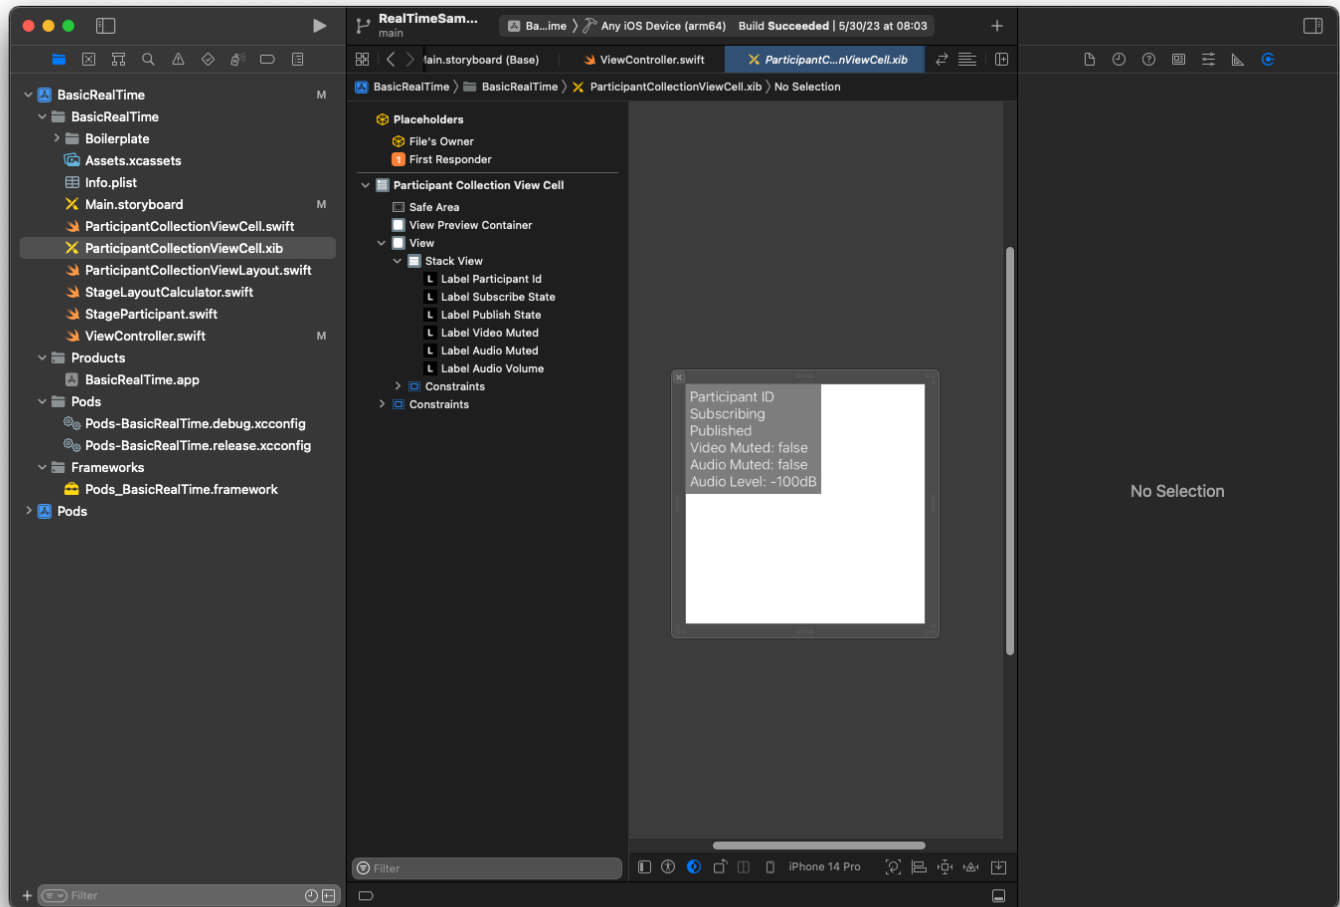 RealTimeSam...
main
Ba...ime
Any iOS Device (arm64)
Build Succeeded | 5/30/23 at 08:03
Main.storyboard (Base)
ViewController.swift
ParticipantC...nViewCell.xib
BasicRealTime
BasicRealTime
ParticipantCollectionViewCell.xib
No Selection
BasicRealTime M
BasicRealTime
Boilerplate
Assets.xcassets
Info.plist
Main.storyboard M
ParticipantCollectionViewCell.swift
ParticipantCollectionViewCell.xib
ParticipantCollectionViewLayout.swift
StageLayoutCalculator.swift
StageParticipant.swift
ViewController.swift M
Products
BasicRealTime.app
Pods
Pods-BasicRealTime.debug.xcconfig
Pods-BasicRealTime.release.xcconfig
Frameworks
Pods_BasicRealTime.framework
Pods
Filter
Placeholders
File's Owner
1 First Responder
Participant Collection View Cell
Safe Area
View Preview Container
View
Stack View
L Label Participant Id
L Label Subscribe State
L Label Publish State
L Label Video Muted
L Label Audio Muted
L Label Audio Volume
Constraints
Constraints
Filter
Participant ID
Subscribing
Published
Video Muted: false
Audio Muted: false
Audio Level: -100dB
iPhone 14 Pro
No Selection